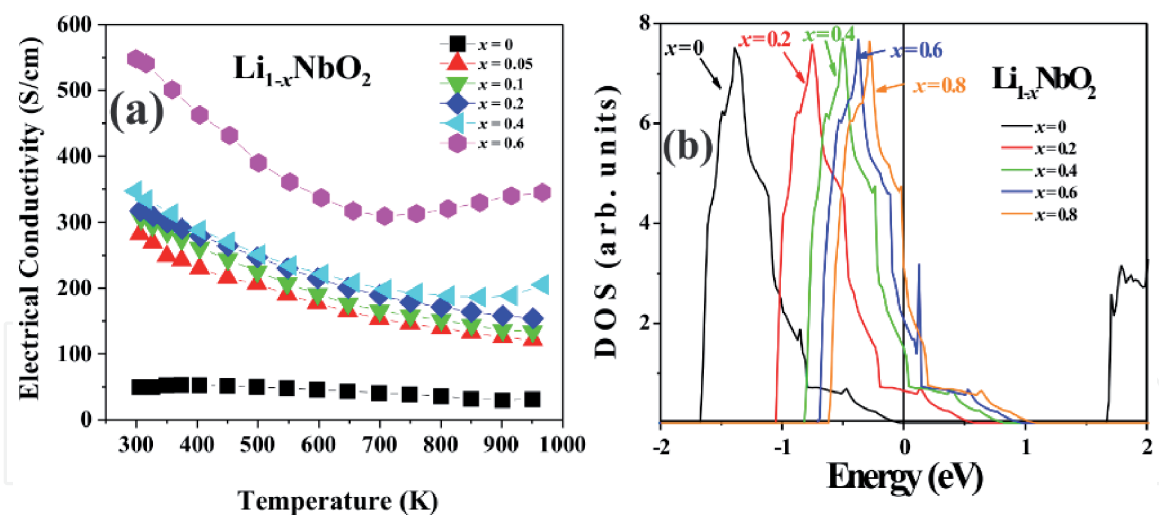 600
500
400
300
200
100
0
Electrical Conductivity (S/cm)
(a)
Li₁₋ₓNbO₂
x = 0
x = 0.05
x = 0.1
x = 0.2
x = 0.4
x = 0.6
300 400 500 600 700 800 900 1000
Temperature (K)
8
6
4
2
DOS (arb. units)
(b)
x=0
x=0.2
x=0.4
x=0.6
x=0.8
Li₁₋ₓNbO₂
x=0
x=0.2
x=0.4
x=0.6
x=0.8
-2 -1 0 1 2
Energy (eV)